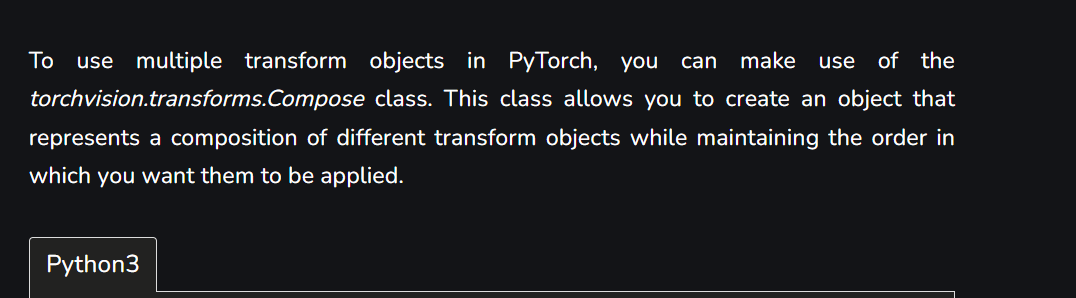 To use multiple transform objects in PyTorch, you can make use of the
torchvision.transforms.Compose class. This class allows you to create an object that
represents a composition of different transform objects while maintaining the order in
which you want them to be applied.
Python3